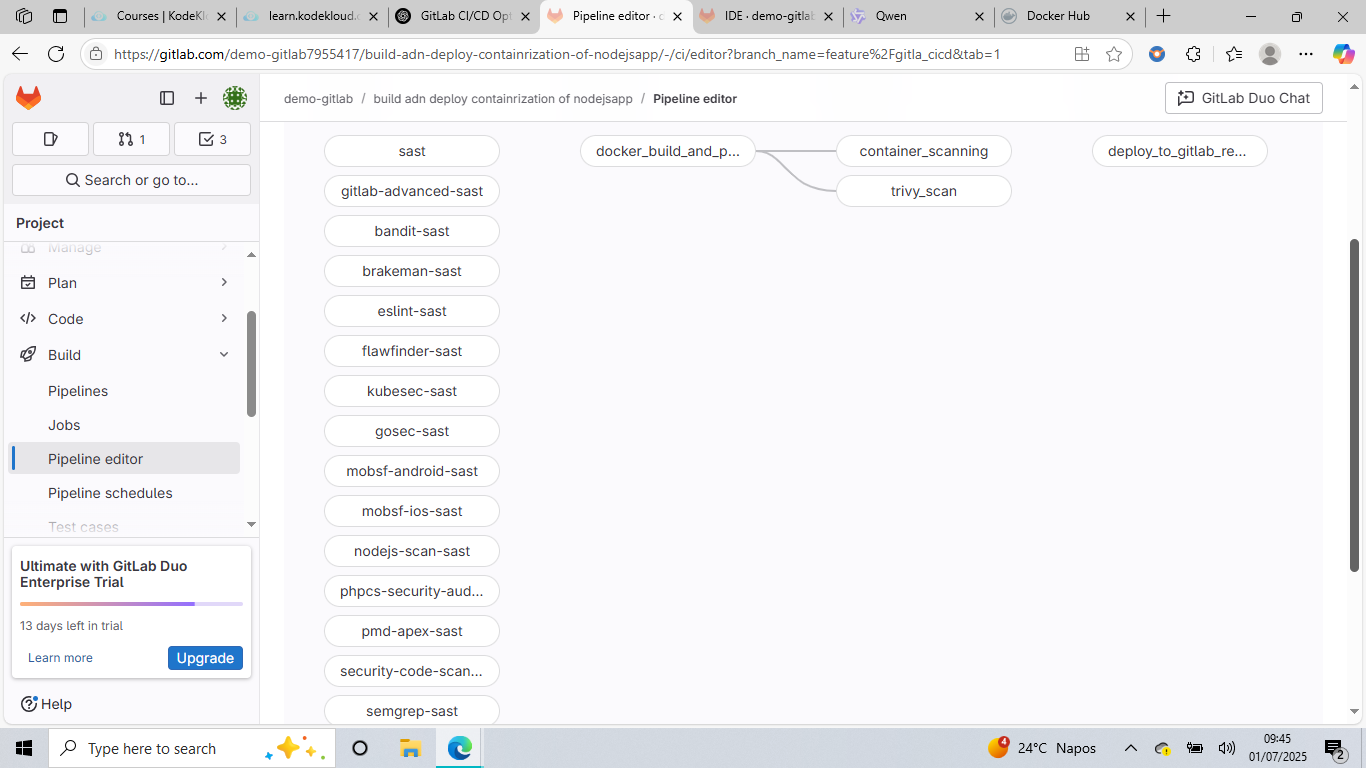 Courses | KodeKl
learn.kodekloud.c
GitLab CI/CD Opt
Pipeline editor · c
IDE · demo-gitlab
Qwen
Docker Hub
https://gitlab.com/demo-gitlab7955417/build-adn-deploy-containrization-of-nodejsapp/-/ci/editor?branch_name=feature%2Fgitla_cicd&tab=1
demo-gitlab / build adn deploy containrization of nodejsapp / Pipeline editor
GitLab Duo Chat
1
3
Search or go to...
Project
Manage
Plan
Code
Build
Pipelines
Jobs
Pipeline editor
Pipeline schedules
Test cases
Ultimate with GitLab Duo
Enterprise Trial
13 days left in trial
Learn more
Upgrade
Help
sast
gitlab-advanced-sast
bandit-sast
brakeman-sast
eslint-sast
flawfinder-sast
kubesec-sast
gosec-sast
mobsf-android-sast
mobsf-ios-sast
nodejs-scan-sast
phpcs-security-aud...
pmd-apex-sast
security-code-scan...
semgrep-sast
docker_build_and_p...
container_scanning
trivy_scan
deploy_to_gitlab_re...
Type here to search
4
24°C Napos
09:45
01/07/2025
2